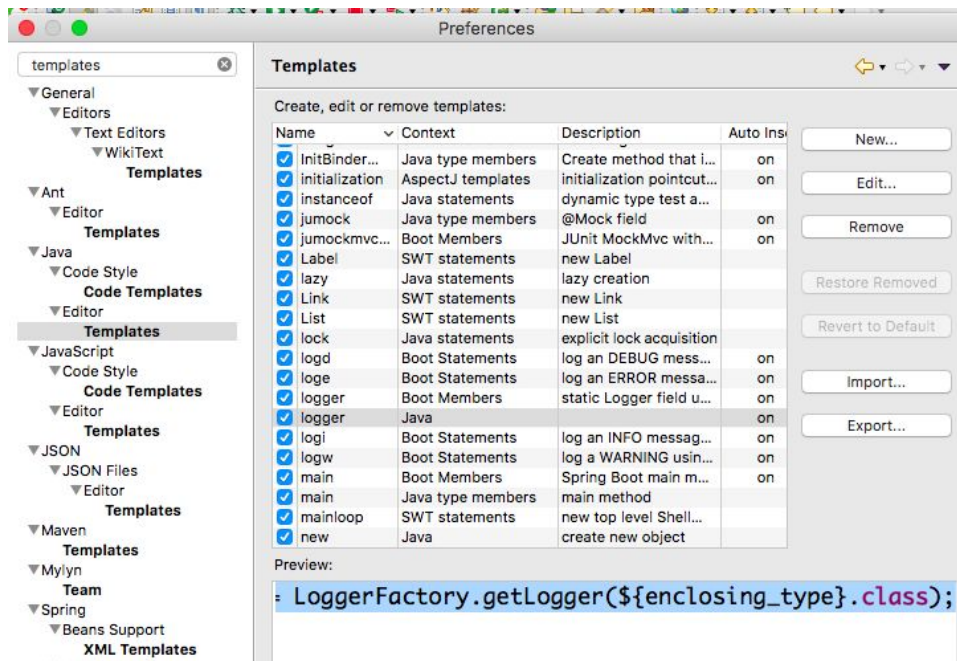 Preferences
templates
General
Editors
Text Editors
WikiText
Templates
Ant
Editor
Templates
Java
Code Style
Code Templates
Editor
Templates
JavaScript
Code Style
Code Templates
Editor
Templates
JSON
JSON Files
Editor
Templates
Maven
Templates
Mylyn
Team
Spring
Beans Support
XML Templates
Templates
Create, edit or remove templates:
Name Context Description Auto Inse
InitBinder... Java type members Create method that i... on
initialization AspectJ templates initialization pointcut... on
instanceof Java statements dynamic type test a...
jumock Java type members @Mock field on
jumockmvc... Boot Members JUnit MockMvc with... on
Label SWT statements new Label
lazy Java statements lazy creation
Link SWT statements new Link
List SWT statements new List
lock Java statements explicit lock acquisition
logd Boot Statements log an DEBUG mess... on
loge Boot Statements log an ERROR messa... on
logger Boot Members static Logger field u... on
logger Java on
logi Boot Statements log an INFO messag... on
logw Boot Statements log a WARNING usin... on
main Boot Members Spring Boot main m... on
main Java type members main method
mainloop SWT statements new top level Shell...
new Java create new object
New...
Edit...
Remove
Restore Removed
Revert to Default
Import...
Export...
Preview:
= LoggerFactory.getLogger(${enclosing_type}.class);